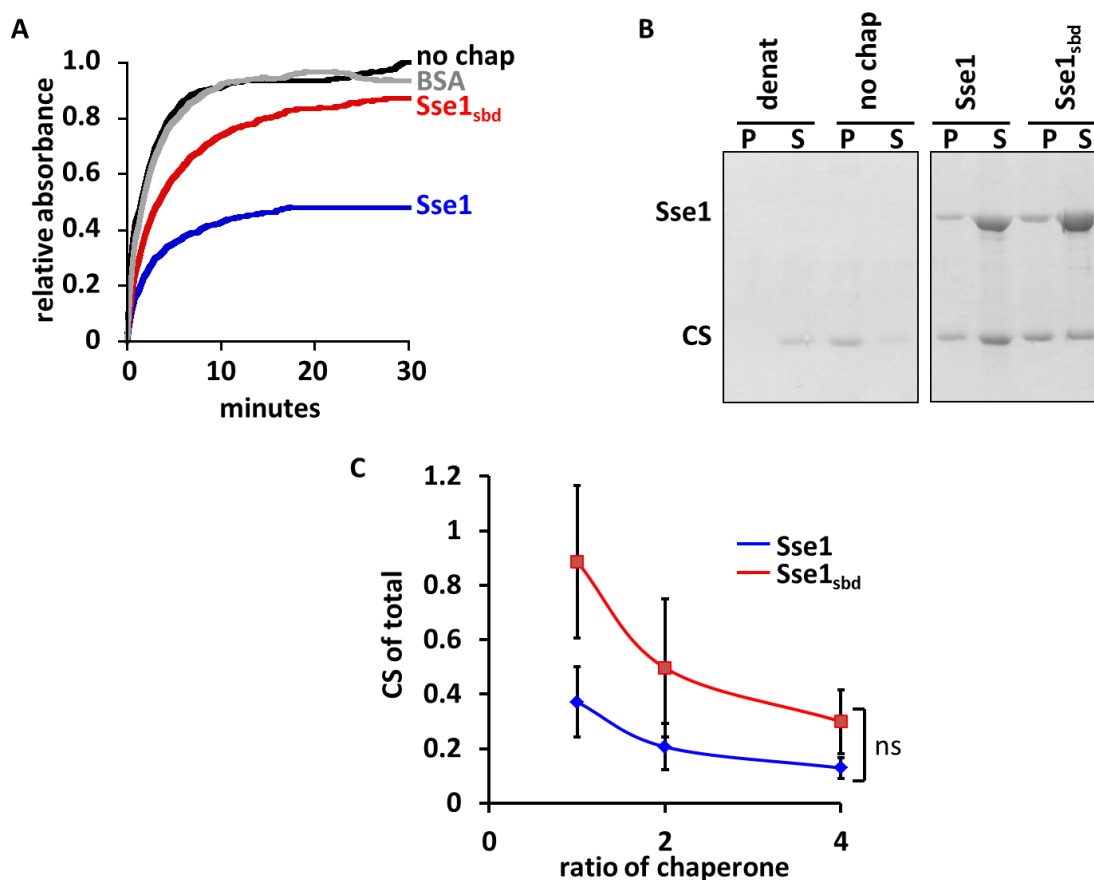 A
relative absorbance
1.0
0.8
0.6
0.4
0.2
0
no chap
BSA
Sse1sbd
Sse1
0 10 20 30
minutes
B
denat no chap Sse1 Sse1sbd
P S P S P S P S
Sse1
CS
C
CS of total
1.2
1
0.8
0.6
0.4
0.2
0
Sse1
Sse1sbd
ns
0 2 4
ratio of chaperone